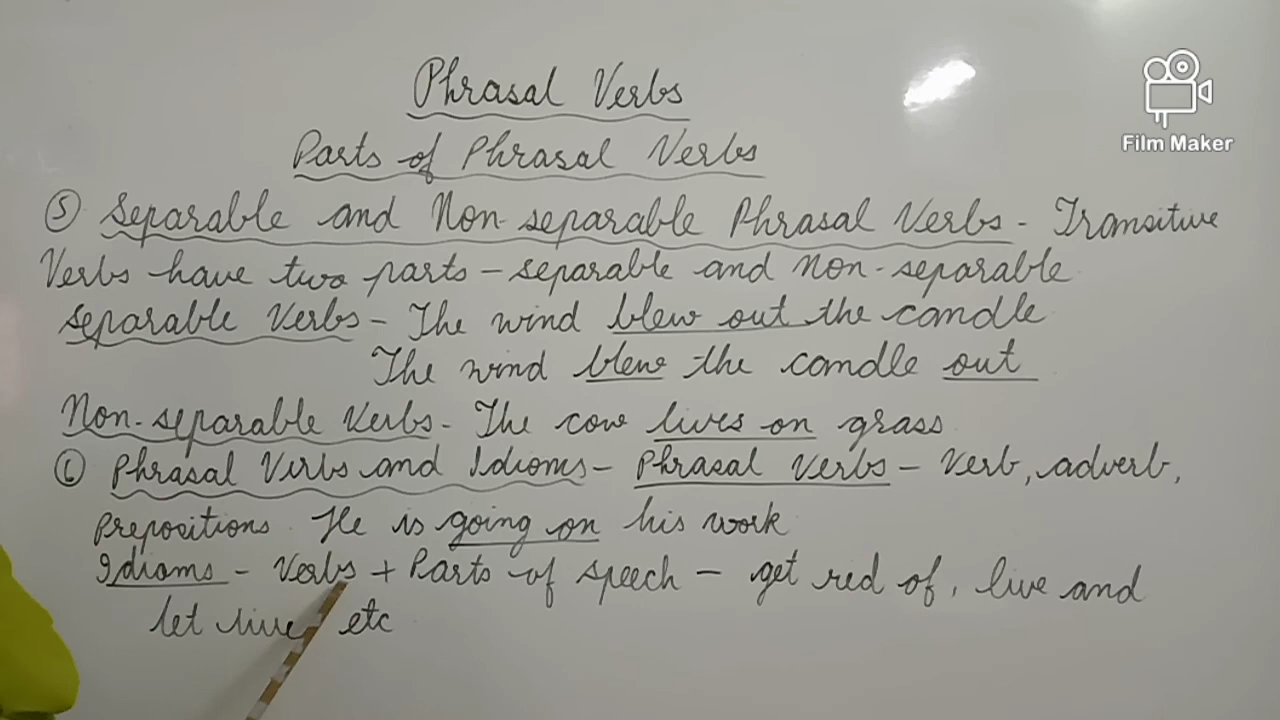 Phrasal Verbs
Film Maker
Parts of Phrasal Verbs
⑤ Separable and Non-separable Phrasal Verbs - Transitive
Verbs have two parts - separable and Non-separable
Separable Verbs - The wind blew out the candle
The wind blew the candle out
Non-separable Verbs - The cow lives on grass
⑥ Phrasal Verbs and Idioms - Phrasal Verbs - Verb, adverb,
Prepositions. He is going on his work
Idioms - Verbs + Parts of speech - get red of, live and
let live etc